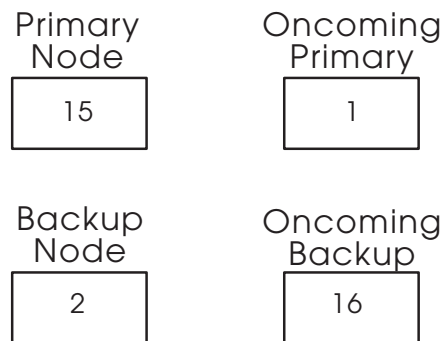 Primary
Node
15
Oncoming
Primary
1
Backup
Node
2
Oncoming
Backup
16